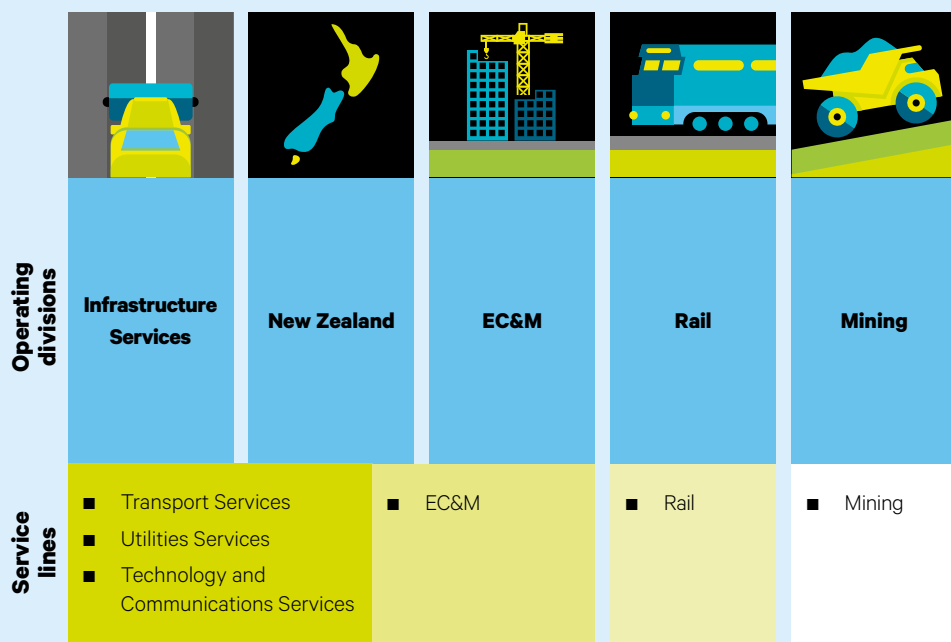 Operating
divisions
Infrastructure
Services
New Zealand
EC&M
Rail
Mining
Service
lines
■ Transport Services
■ Utilities Services
■ Technology and
Communications Services
■ EC&M
■ Rail
■ Mining